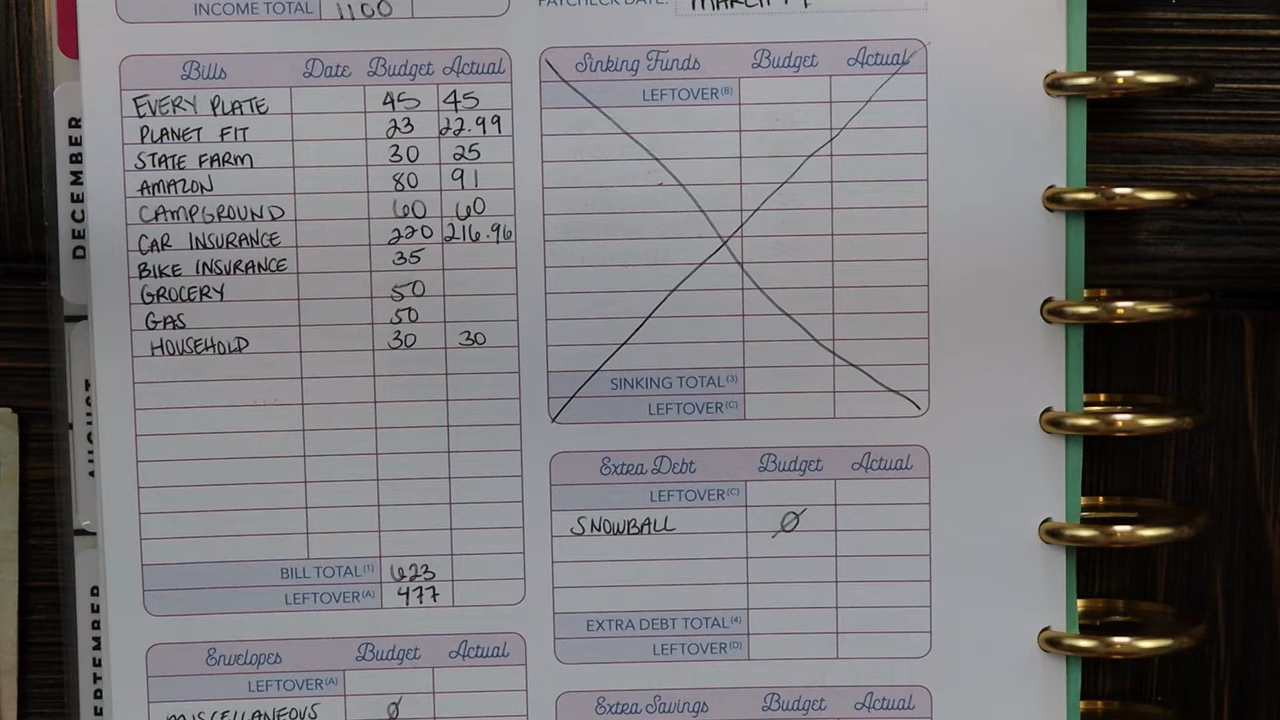 INCOME TOTAL 1100
PAYCHECK DATE:
Bills Date Budget Actual
EVERY PLATE 45 45
PLANET FIT 23 22.99
STATE FARM 30 25
AMAZON 80 91
CAMPGROUND 60 60
CAR INSURANCE 220 216.96
BIKE INSURANCE 35
GROCERY 50
GAS 50
HOUSEHOLD 30 30
BILL TOTAL(1) 623
LEFTOVER(A) 477
Envelopes Budget Actual
LEFTOVER(A)
MISCELLANEOUS Ø
Sinking Funds Budget Actual
LEFTOVER(B)
SINKING TOTAL(3)
LEFTOVER(C)
Extra Debt Budget Actual
LEFTOVER(C)
SNOWBALL Ø
EXTRA DEBT TOTAL(4)
LEFTOVER(D)
Extra Savings Budget Actual
DECEMBER
AUGUST
SEPTEMBER